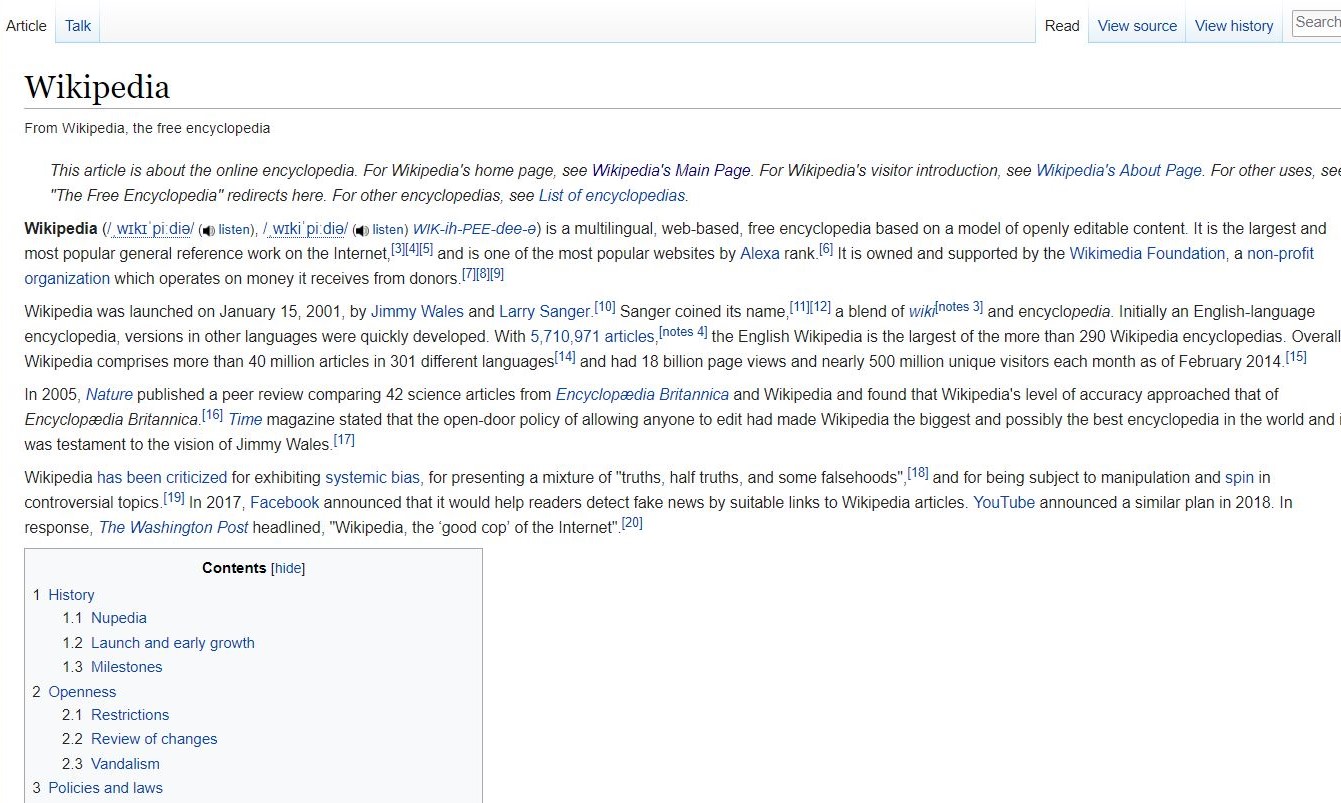 Article Talk Read View source View history Search
Wikipedia
From Wikipedia, the free encyclopedia
This article is about the online encyclopedia. For Wikipedia's home page, see Wikipedia's Main Page. For Wikipedia's visitor introduction, see Wikipedia's About Page. For other uses, see
"The Free Encyclopedia" redirects here. For other encyclopedias, see List of encyclopedias.
Wikipedia (/ˌwɪkɪˈpiːdiə/ (listen), /ˌwɪkiˈpiːdiə/ (listen) WIK-ih-PEE-dee-ə) is a multilingual, web-based, free encyclopedia based on a model of openly editable content. It is the largest and
most popular general reference work on the Internet,[3][4][5] and is one of the most popular websites by Alexa rank.[6] It is owned and supported by the Wikimedia Foundation, a non-profit
organization which operates on money it receives from donors.[7][8][9]
Wikipedia was launched on January 15, 2001, by Jimmy Wales and Larry Sanger.[10] Sanger coined its name,[11][12] a blend of wiki[notes 3] and encyclopedia. Initially an English-language
encyclopedia, versions in other languages were quickly developed. With 5,710,971 articles,[notes 4] the English Wikipedia is the largest of the more than 290 Wikipedia encyclopedias. Overall
Wikipedia comprises more than 40 million articles in 301 different languages[14] and had 18 billion page views and nearly 500 million unique visitors each month as of February 2014.[15]
In 2005, Nature published a peer review comparing 42 science articles from Encyclopædia Britannica and Wikipedia and found that Wikipedia's level of accuracy approached that of
Encyclopædia Britannica.[16] Time magazine stated that the open-door policy of allowing anyone to edit had made Wikipedia the biggest and possibly the best encyclopedia in the world and
was testament to the vision of Jimmy Wales.[17]
Wikipedia has been criticized for exhibiting systemic bias, for presenting a mixture of "truths, half truths, and some falsehoods",[18] and for being subject to manipulation and spin in
controversial topics.[19] In 2017, Facebook announced that it would help readers detect fake news by suitable links to Wikipedia articles. YouTube announced a similar plan in 2018. In
response, The Washington Post headlined, "Wikipedia, the ‘good cop’ of the Internet".[20]
Contents [hide]
1 History
1.1 Nupedia
1.2 Launch and early growth
1.3 Milestones
2 Openness
2.1 Restrictions
2.2 Review of changes
2.3 Vandalism
3 Policies and laws